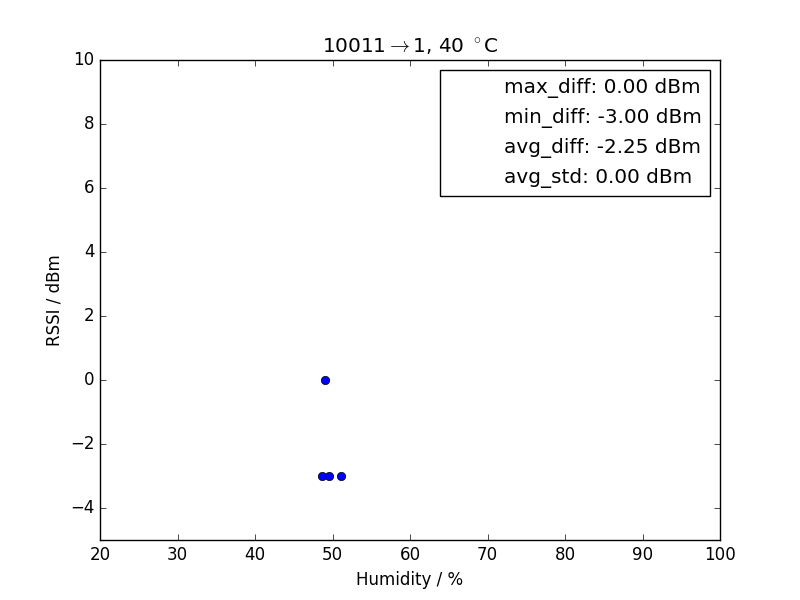 10011→1, 40 °C
max_diff: 0.00 dBm
min_diff: -3.00 dBm
avg_diff: -2.25 dBm
avg_std: 0.00 dBm
10
8
6
4
2
0
−2
−4
RSSI / dBm
20 30 40 50 60 70 80 90 100
Humidity / %